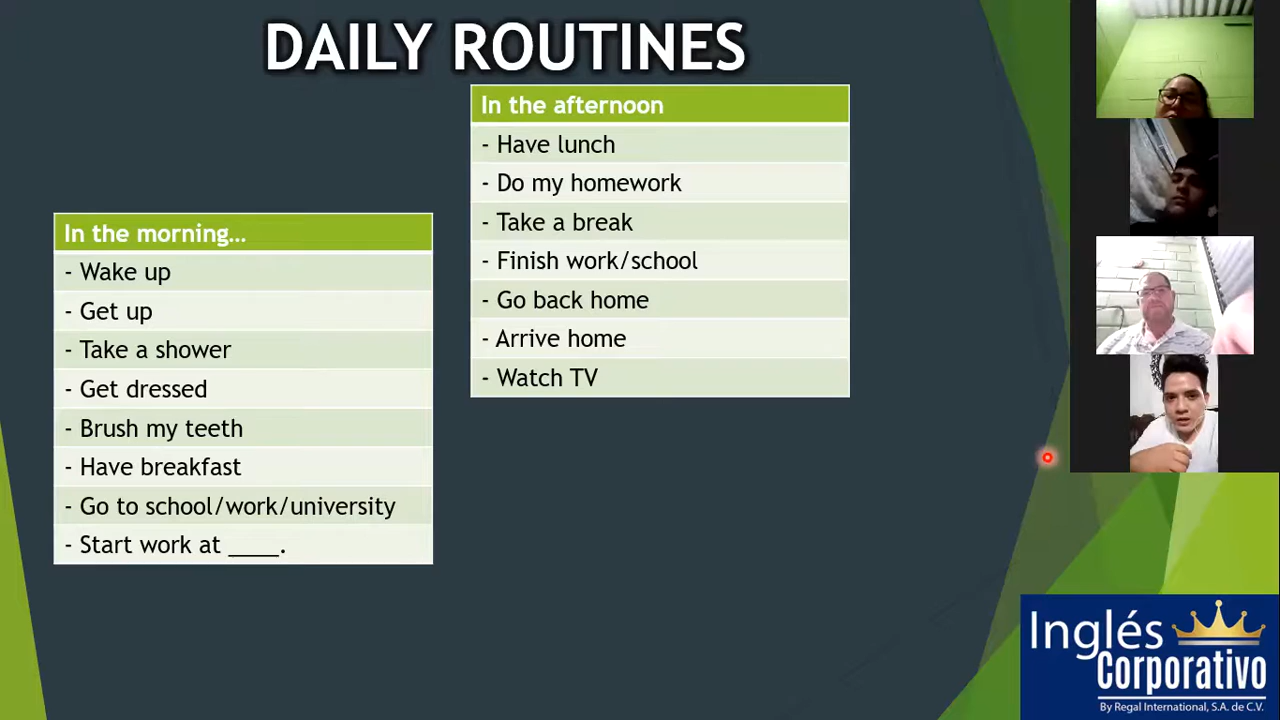 DAILY ROUTINES
In the morning…
- Wake up
- Get up
- Take a shower
- Get dressed
- Brush my teeth
- Have breakfast
- Go to school/work/university
- Start work at ____.
In the afternoon
- Have lunch
- Do my homework
- Take a break
- Finish work/school
- Go back home
- Arrive home
- Watch TV
Inglés
Corporativo
By Regal International, S.A. de C.V.